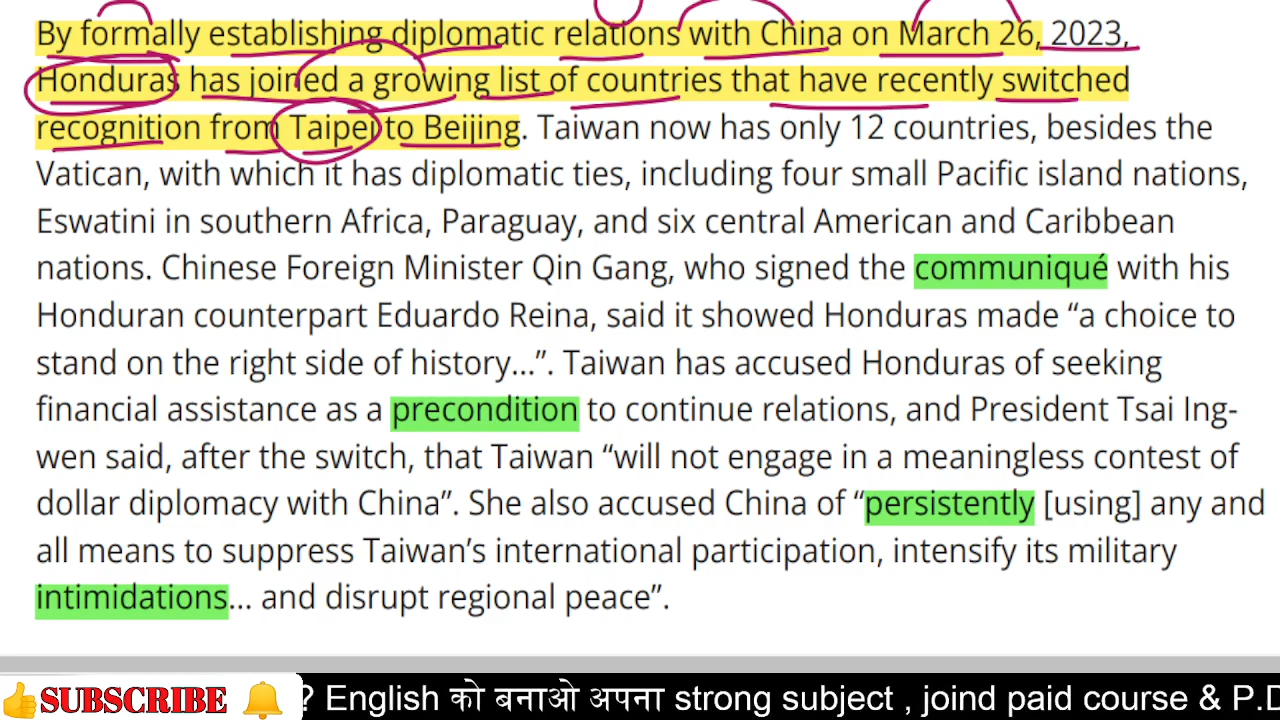 By formally establishing diplomatic relations with China on March 26, 2023,
Honduras has joined a growing list of countries that have recently switched
recognition from Taipei to Beijing. Taiwan now has only 12 countries, besides the
Vatican, with which it has diplomatic ties, including four small Pacific island nations,
Eswatini in southern Africa, Paraguay, and six central American and Caribbean
nations. Chinese Foreign Minister Qin Gang, who signed the communiqué with his
Honduran counterpart Eduardo Reina, said it showed Honduras made “a choice to
stand on the right side of history...”. Taiwan has accused Honduras of seeking
financial assistance as a precondition to continue relations, and President Tsai Ing-
wen said, after the switch, that Taiwan “will not engage in a meaningless contest of
dollar diplomacy with China”. She also accused China of “persistently [using] any and
all means to suppress Taiwan’s international participation, intensify its military
intimidations... and disrupt regional peace”.
SUBSCRIBE ? English को बनाओ अपना strong subject , joind paid course & P.D